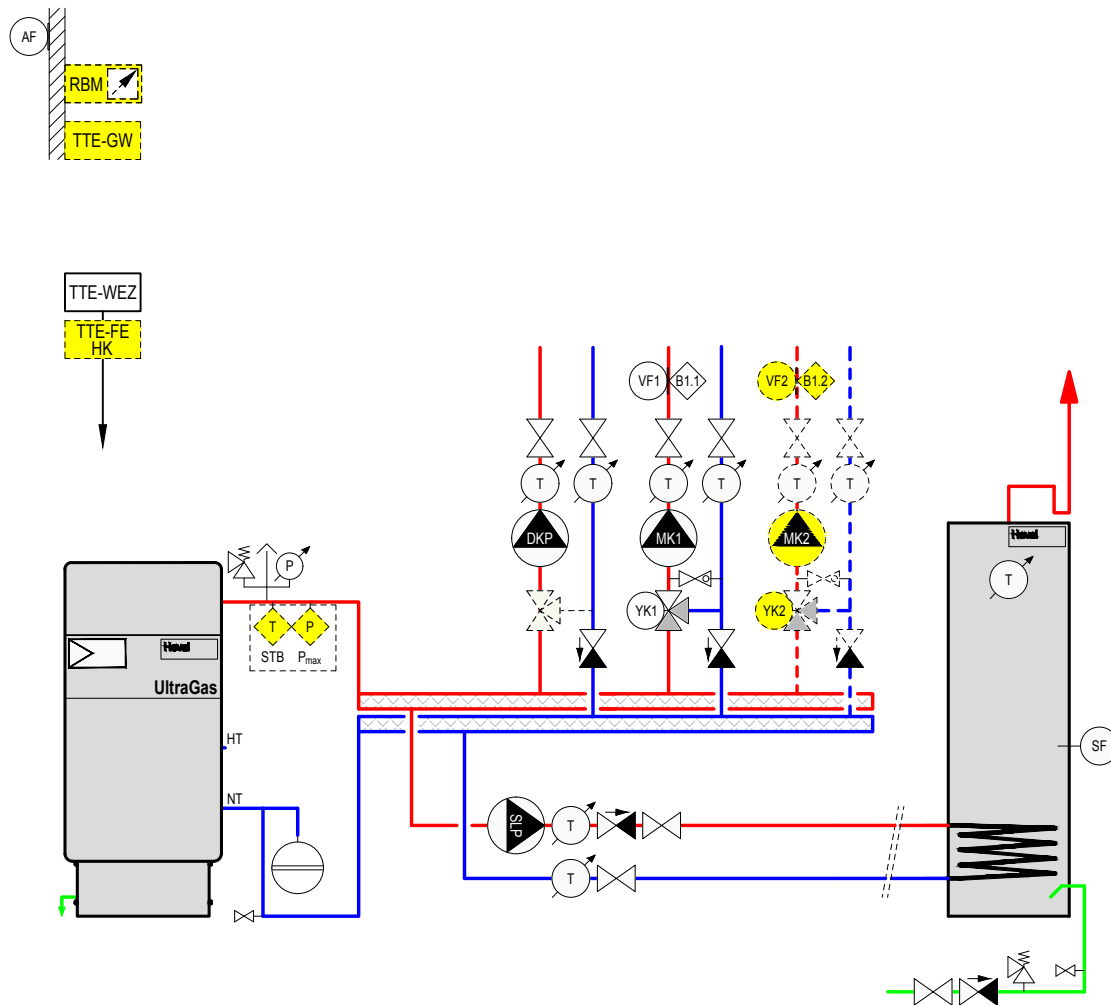 AF
RBM
TTE-GW
TTE-WEZ
TTE-FE
HK
VF1
B1.1
VF2
B1.2
T
T
T
T
T
T
DKP
MK1
MK2
P
YK1
YK2
T
Hoval
T
P
STB
Pmax
Hoval
UltraGas
HT
SF
NT
SLP
T
T